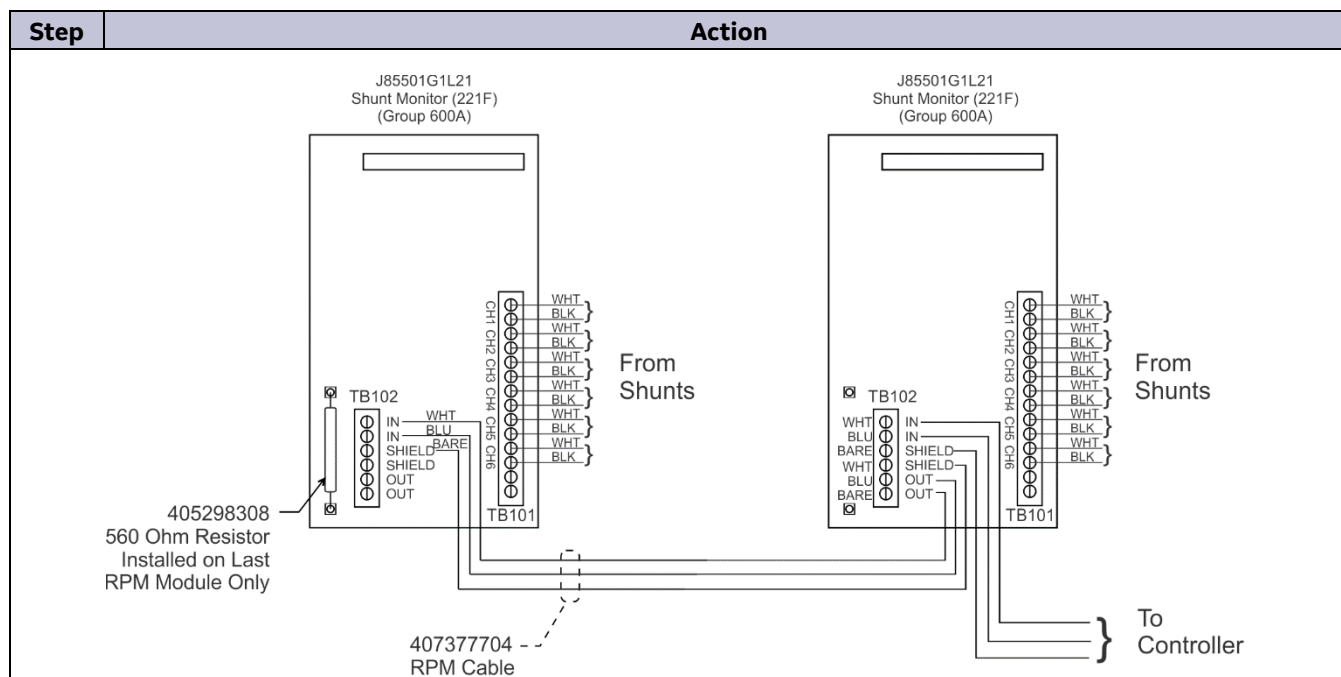 Step Action
J85501G1L21
Shunt Monitor (221F)
(Group 600A)
J85501G1L21
Shunt Monitor (221F)
(Group 600A)
CH1 CH2 CH3 CH4 CH5 CH6
WHT
BLK
WHT
BLK
WHT
BLK
WHT
BLK
WHT
BLK
WHT
BLK
From
Shunts
TB101
TB102
IN WHT
IN BLU
SHIELD BARE
SHIELD
OUT
OUT
405298308
560 Ohm Resistor
Installed on Last
RPM Module Only
407377704
RPM Cable
CH1 CH2 CH3 CH4 CH5 CH6
WHT
BLK
WHT
BLK
WHT
BLK
WHT
BLK
WHT
BLK
WHT
BLK
From
Shunts
TB101
TB102
WHT IN
BLU IN
BARE SHIELD
WHT SHIELD
BLU OUT
BARE OUT
To
Controller